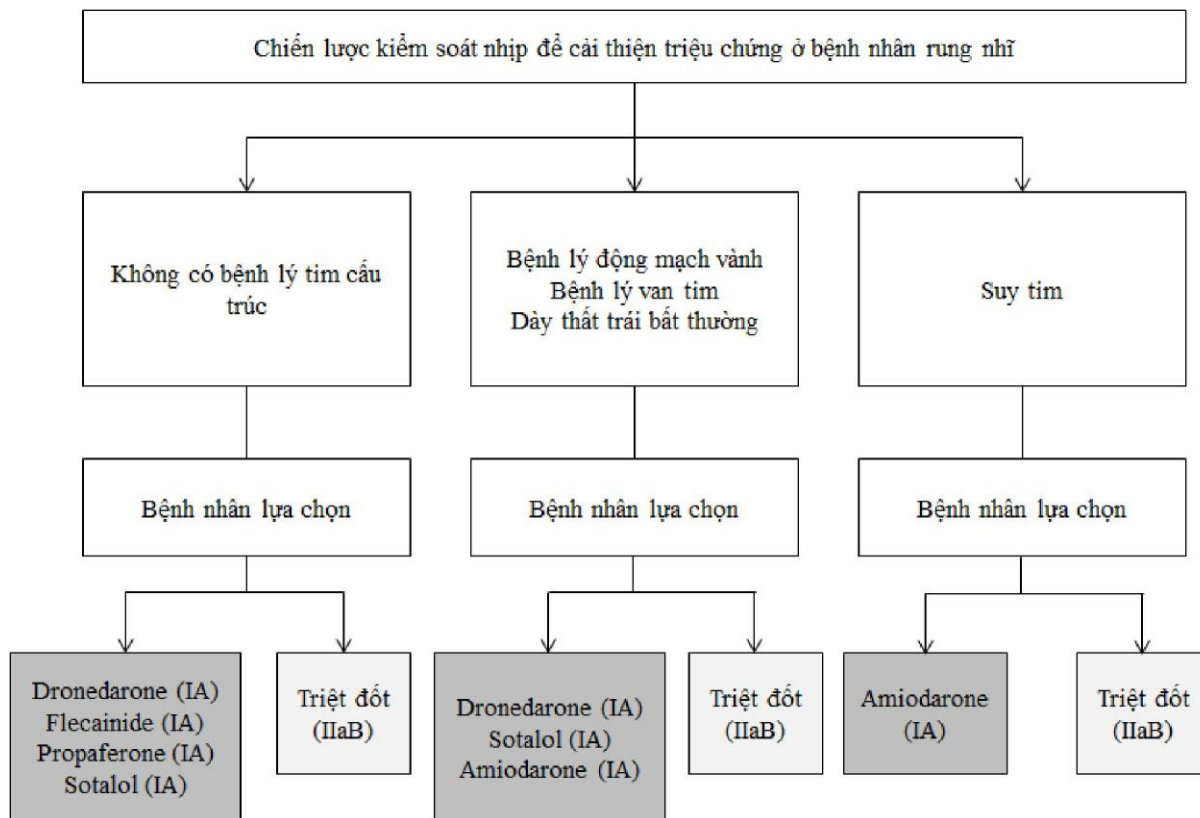 Chiến lược kiểm soát nhịp để cải thiện triệu chứng ở bệnh nhân rung nhĩ
Không có bệnh lý tim cấu
trúc
Bệnh lý động mạch vành
Bệnh lý van tim
Dày thất trái bất thường
Suy tim
Bệnh nhân lựa chọn
Bệnh nhân lựa chọn
Bệnh nhân lựa chọn
Dronedarone (IA)
Flecainide (IA)
Propaferone (IA)
Sotalol (IA)
Triệt đốt
(IIaB)
Dronedarone (IA)
Sotalol (IA)
Amiodarone (IA)
Triệt đốt
(IIaB)
Amiodarone
(IA)
Triệt đốt
(IIaB)